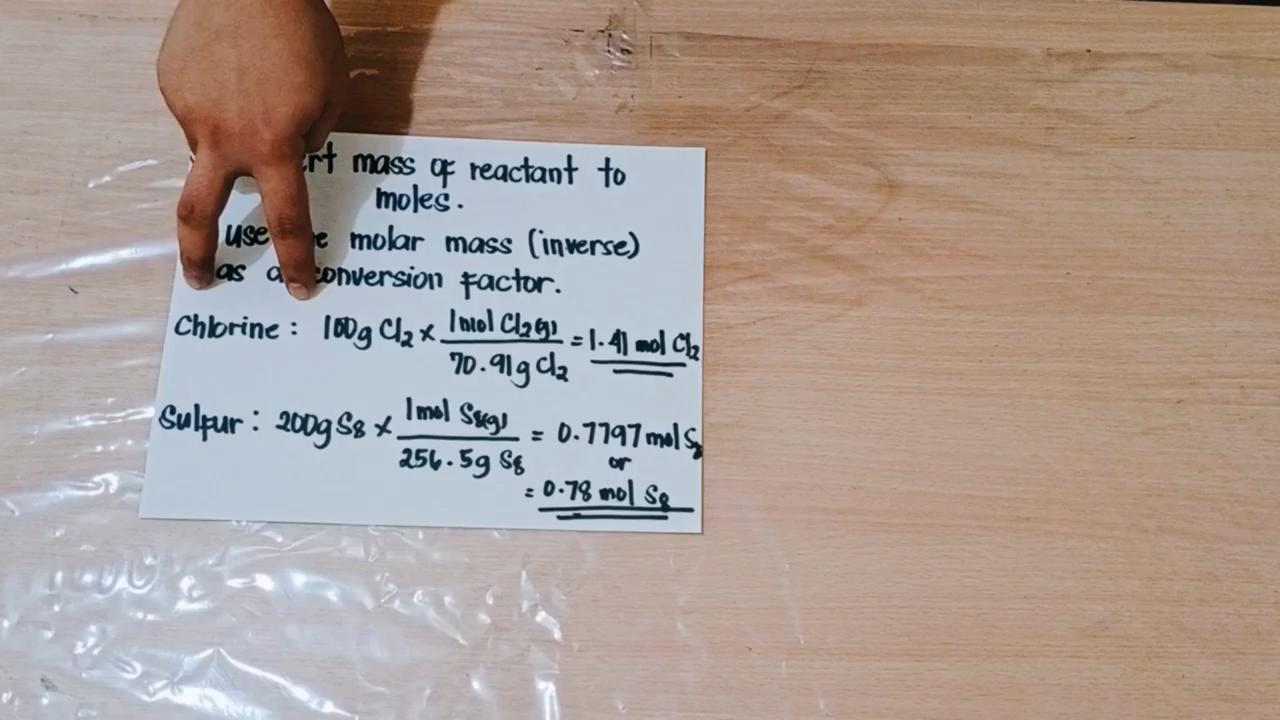 mass of reactant to
moles.
use molar mass (inverse)
as a conversion factor.
Chlorine : 100g Cl₂ × 1mol Cl₂(g) / 70.91g Cl₂ = 1.41 mol Cl₂
Sulfur : 200g S₈ × 1mol S₈(g) / 256.5g S₈ = 0.7797 mol S₈
or
= 0.78 mol S₈